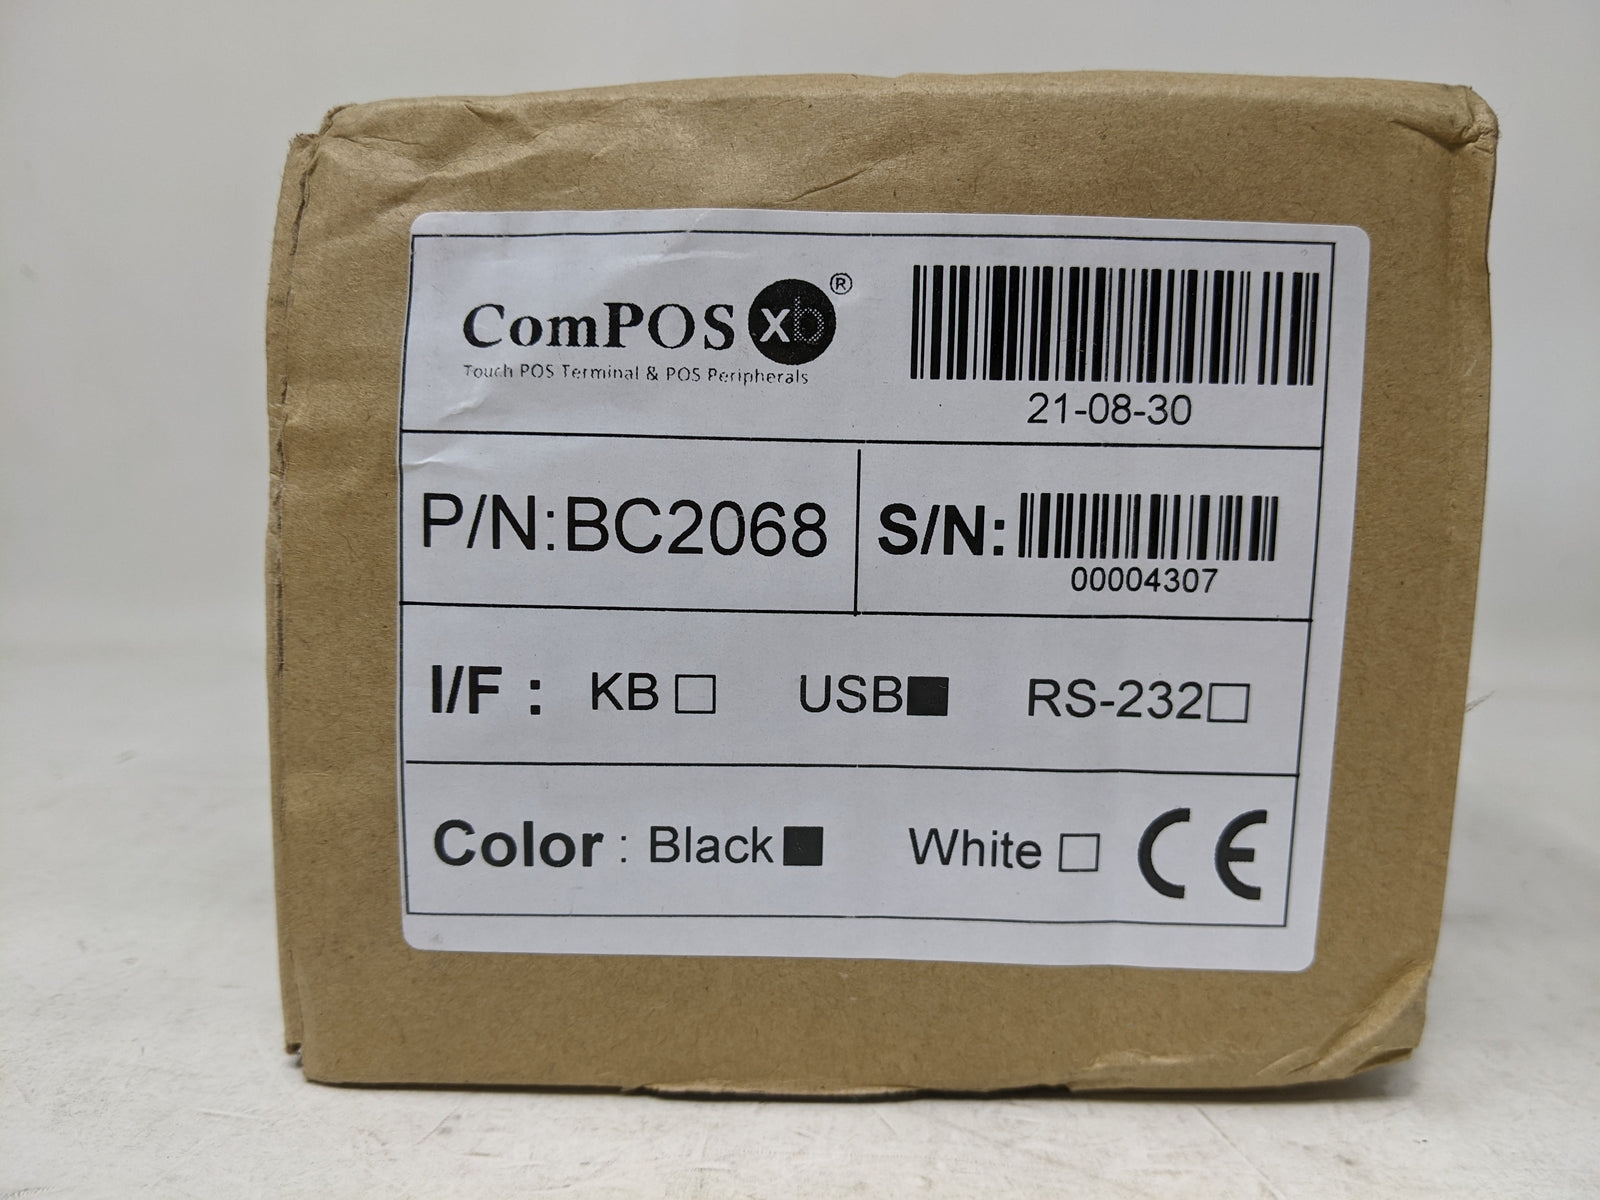 ComPOS xb®
Touch POS Terminal & POS Peripherals
21-08-30
P/N:BC2068
S/N:
00004307
I/F : KB □ USB■ RS-232□
Color : Black■ White □ CE